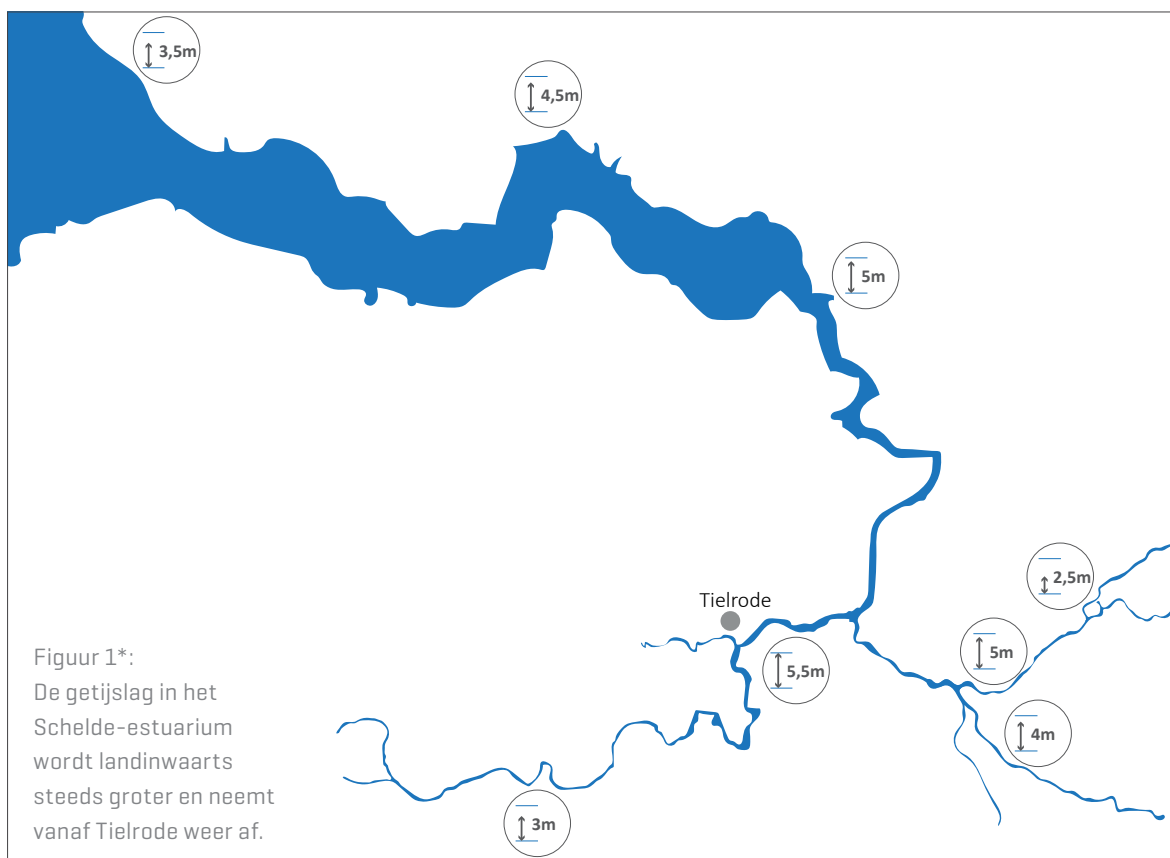 3,5m
4,5m
5m
2,5m
Tielrode
5m
5,5m
4m
3m
Figuur 1*:
De getijslag in het
Schelde-estuarium
wordt landinwaarts
steeds groter en neemt
vanaf Tielrode weer af.